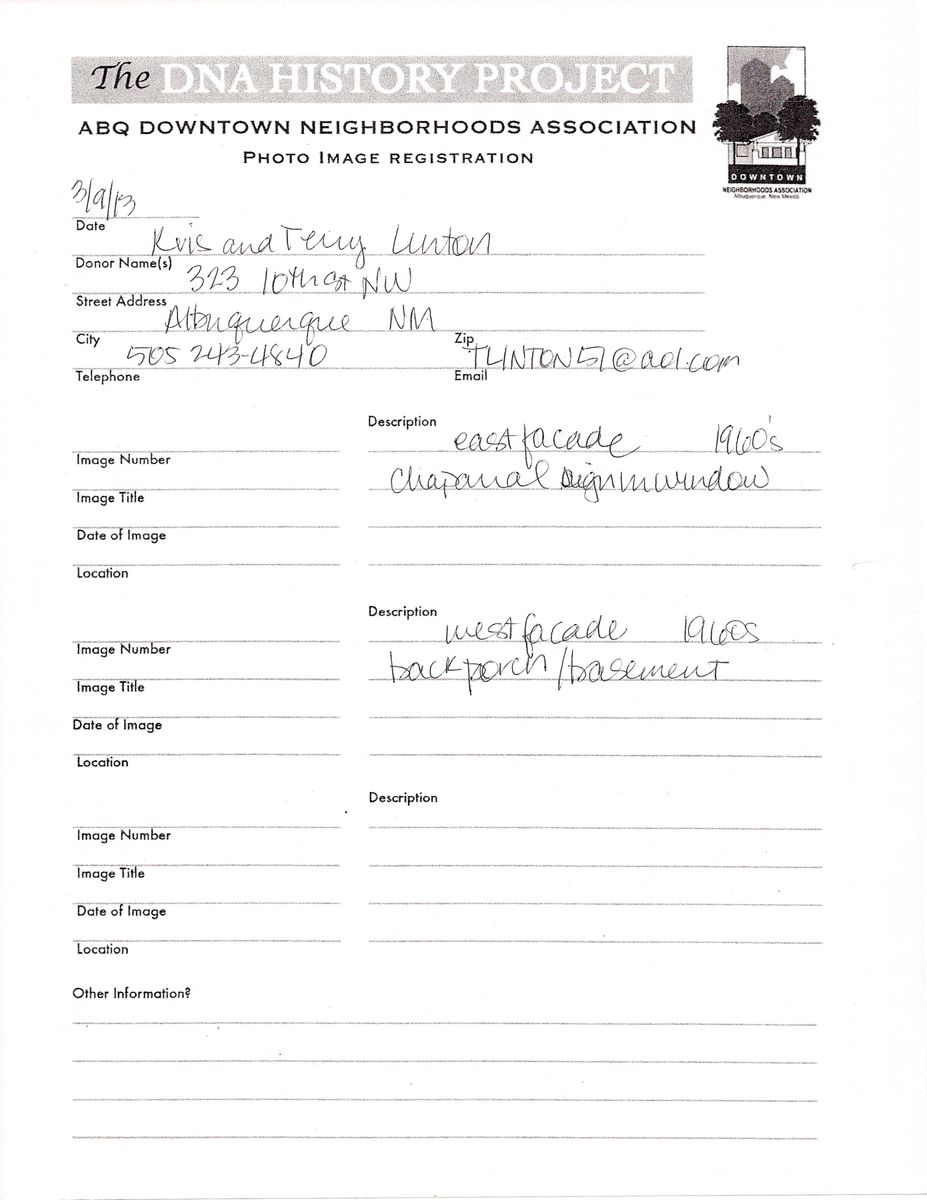 The DNA HISTORY PROJECT
ABQ DOWNTOWN NEIGHBORHOODS ASSOCIATION
PHOTO IMAGE REGISTRATION
DOWNTOWN
NEIGHBORHOODS ASSOCIATION
Albuquerque, New Mexico
3/9/13
Date
Kris and Terry Linton
Donor Name(s)
323 10th St NW
Street Address
Albuquerque NM
City Zip
505 243-4840 TLINTON51@aol.com
Telephone Email
Description
east facade 1960's
Image Number
chaparral sign in window
Image Title
Date of Image
Location
Description
west facade 1960s
Image Number
back porch/basement
Image Title
Date of Image
Location
Description
Image Number
Image Title
Date of Image
Location
Other Information?